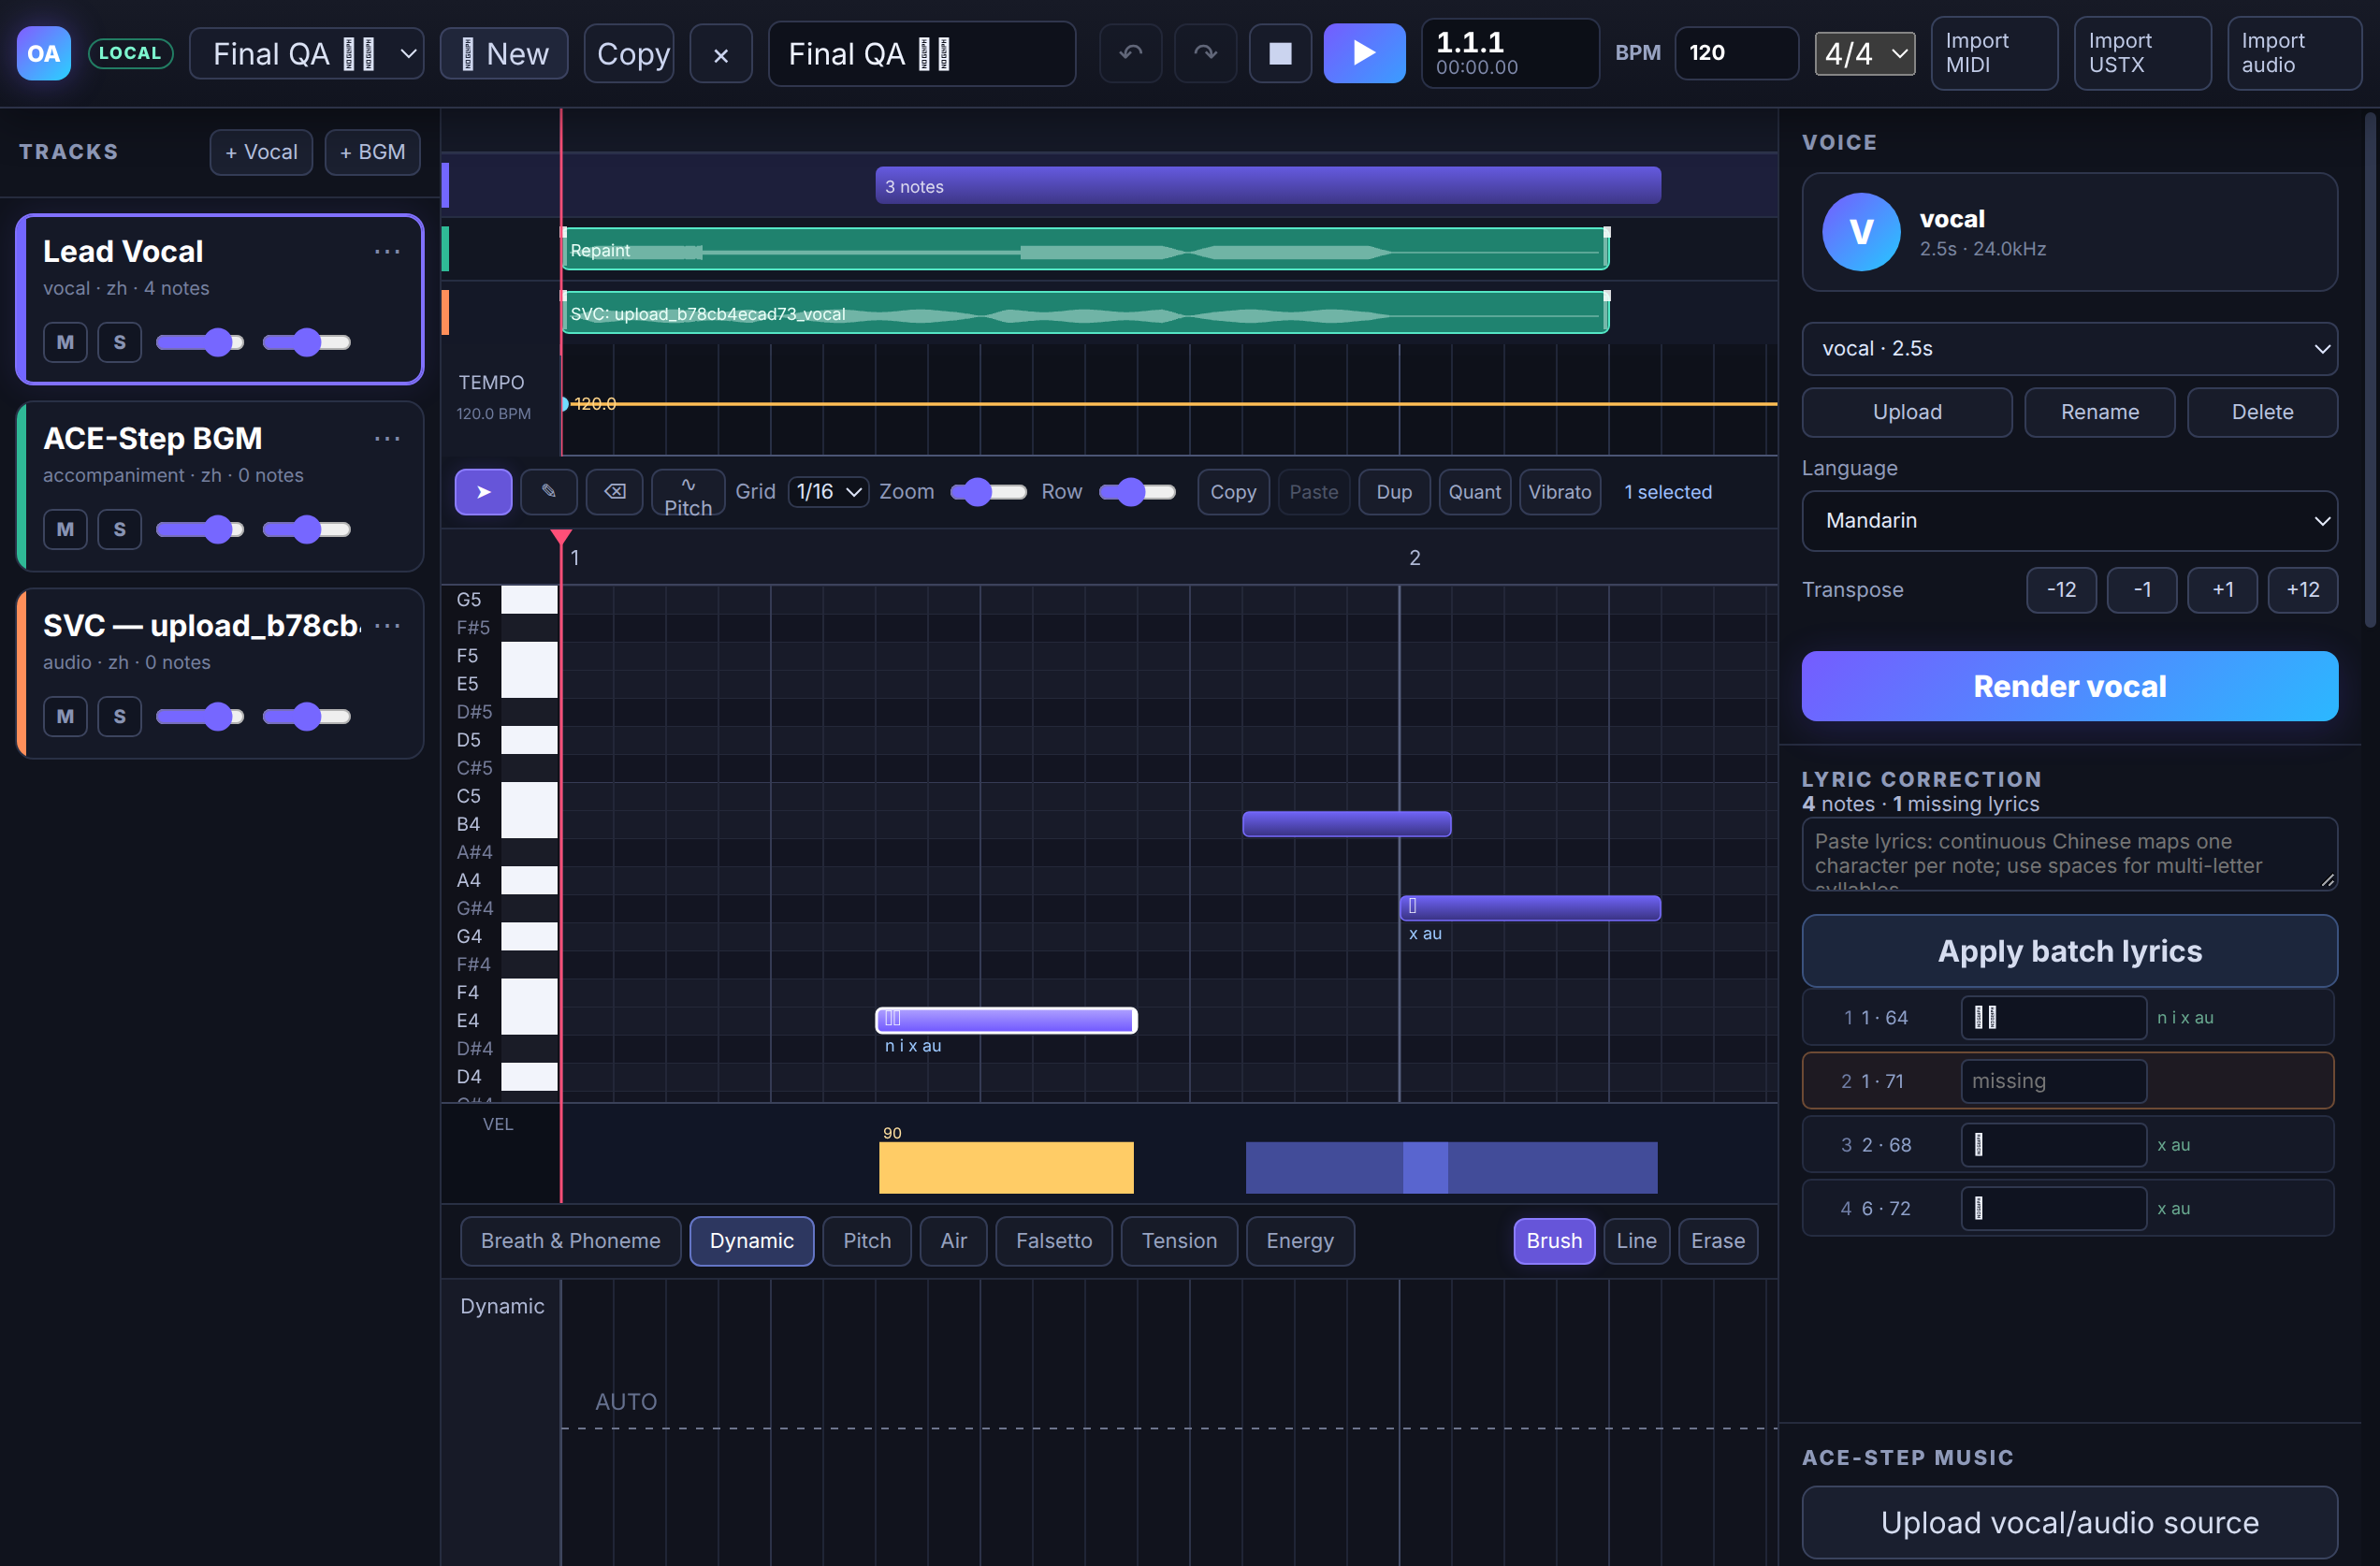 OA
LOCAL
Final QA
New
Copy
×
Final QA
1.1.1
00:00.00
BPM
120
4/4
Import MIDI
Import USTX
Import audio
TRACKS
+ Vocal
+ BGM
Lead Vocal
vocal · zh · 4 notes
M
S
ACE-Step BGM
accompaniment · zh · 0 notes
M
S
SVC — upload_b78cb
audio · zh · 0 notes
M
S
3 notes
Repaint
SVC: upload_b78cb4ecad73_vocal
TEMPO
120.0 BPM
120.0
Pitch
Grid
1/16
Zoom
Row
Copy
Paste
Dup
Quant
Vibrato
1 selected
1
2
G5
F#5
F5
E5
D#5
D5
C#5
C5
B4
A#4
A4
G#4
G4
F#4
F4
E4
D#4
D4
x au
n i x au
VEL
90
Breath & Phoneme
Dynamic
Pitch
Air
Falsetto
Tension
Energy
Brush
Line
Erase
Dynamic
AUTO
VOICE
V
vocal
2.5s · 24.0kHz
vocal · 2.5s
Upload
Rename
Delete
Language
Mandarin
Transpose
-12
-1
+1
+12
Render vocal
LYRIC CORRECTION
4 notes · 1 missing lyrics
Paste lyrics: continuous Chinese maps one
character per note; use spaces for multi-letter
syllables
Apply batch lyrics
1 1 · 64 n i x au
2 1 · 71 missing
3 2 · 68 x au
4 6 · 72 x au
ACE-STEP MUSIC
Upload vocal/audio source